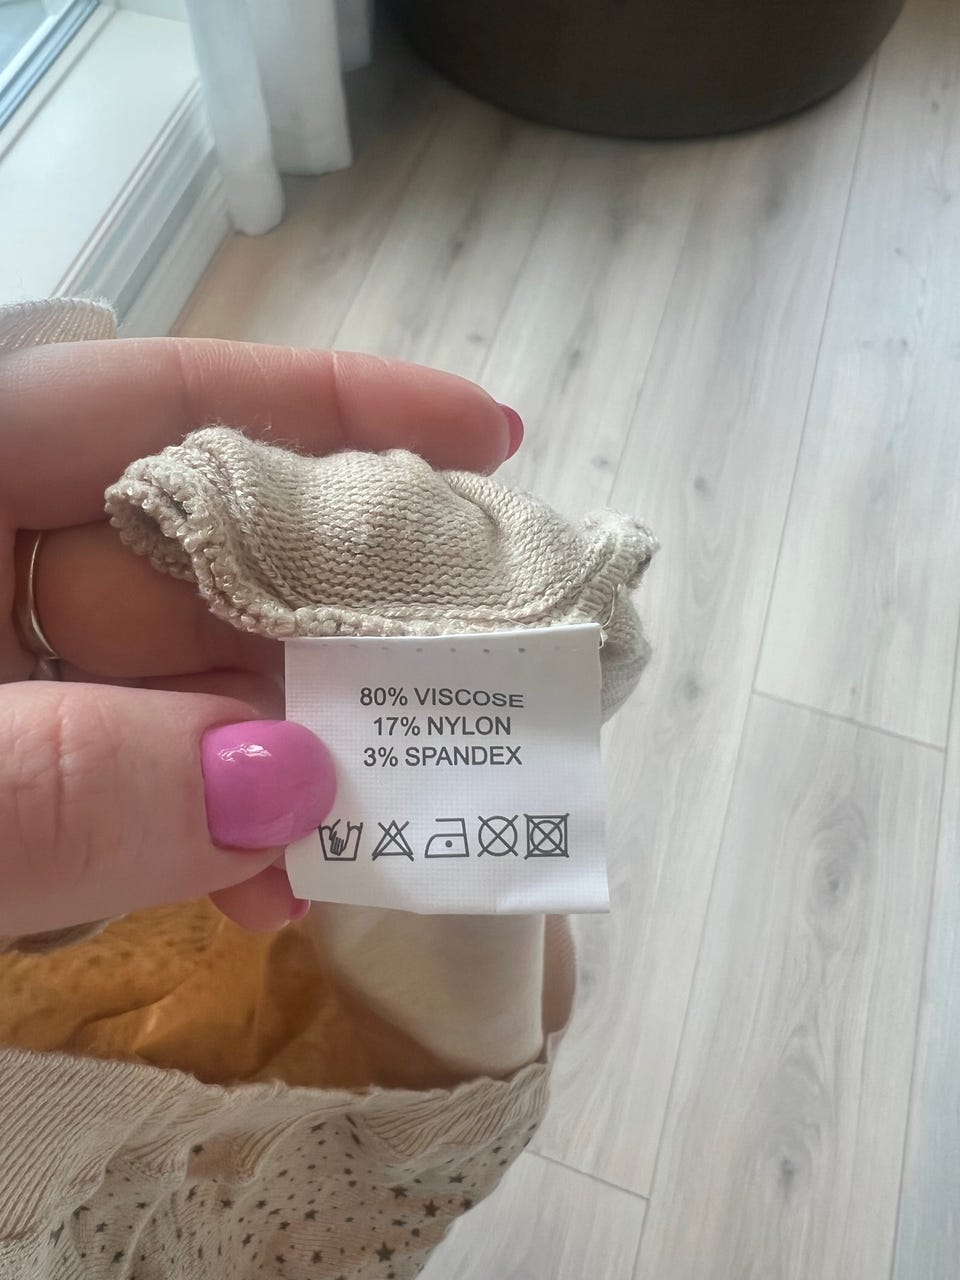 80% VISCOSE
17% NYLON
3% SPANDEX